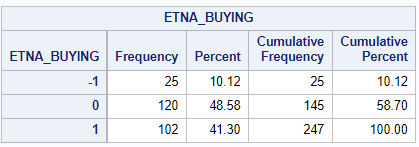 ETNA_BUYING
ETNA_BUYING Frequency Percent Cumulative Frequency Cumulative Percent
-1 25 10.12 25 10.12
0 120 48.58 145 58.70
1 102 41.30 247 100.00